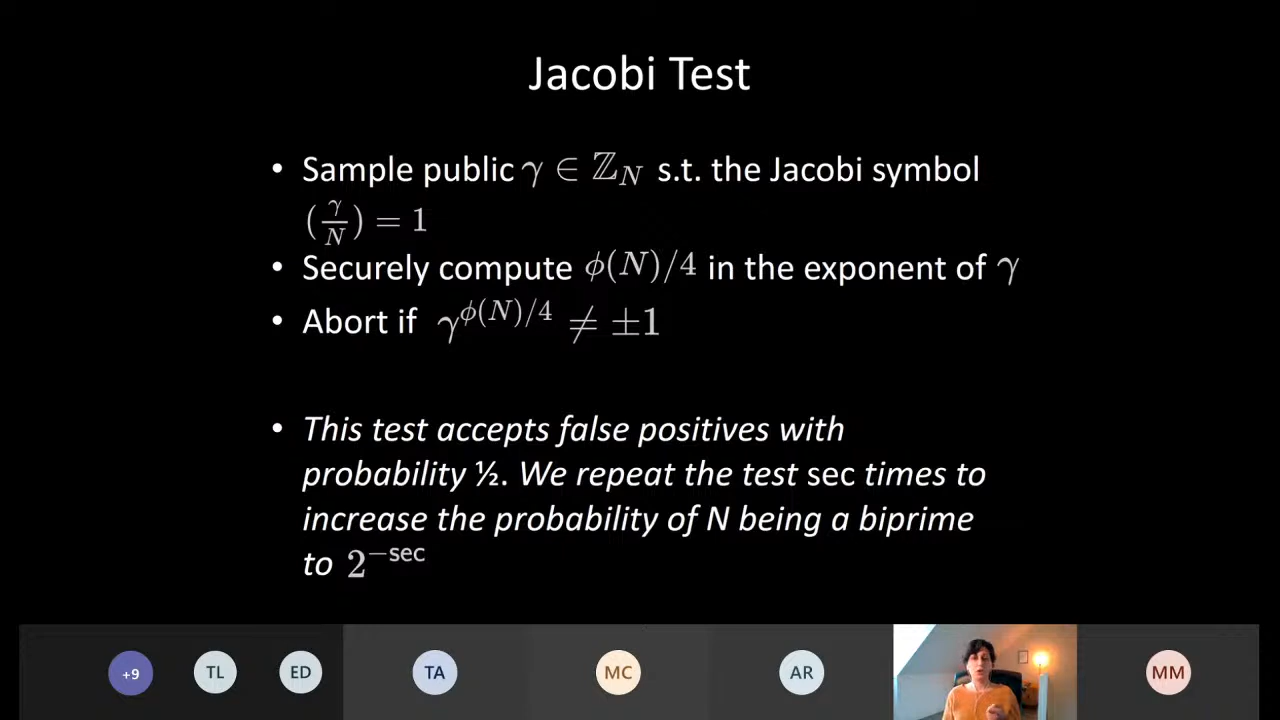 Jacobi Test
• Sample public γ ∈ ℤ_N s.t. the Jacobi symbol
(γ/N) = 1
• Securely compute ϕ(N)/4 in the exponent of γ
• Abort if γ^{ϕ(N)/4} ≠ ±1
• This test accepts false positives with
probability ½. We repeat the test sec times to
increase the probability of N being a biprime
to 2^{−sec}
+9 TL ED TA MC AR MM